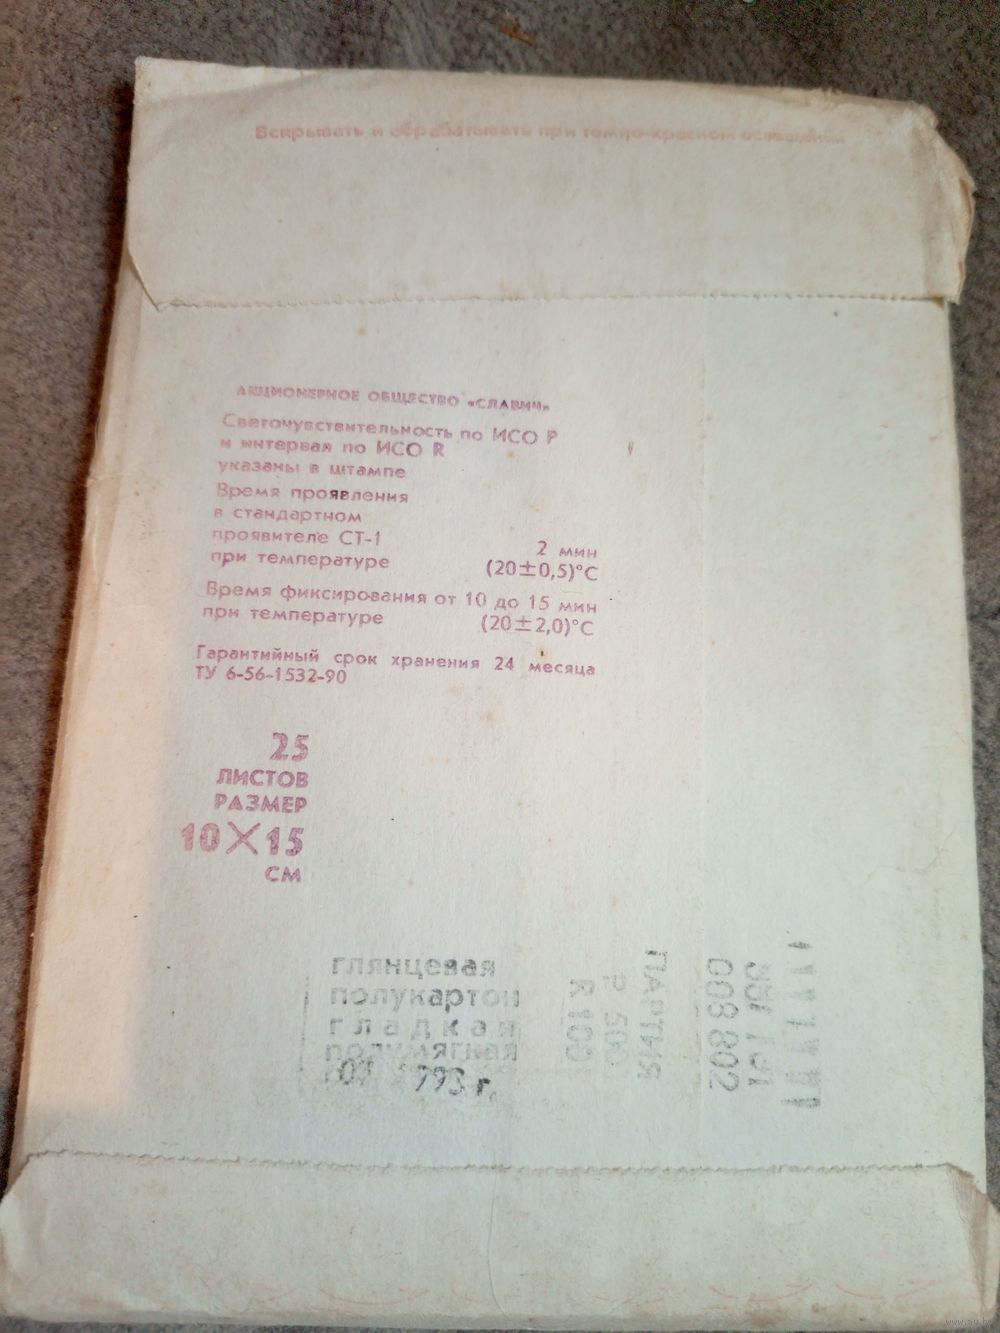 Вскрывать и обрабатывать при темно-красном освещении
АКЦИОНЕРНОЕ ОБЩЕСТВО «СЛАВИЧ»
Светочувствительность по ИСО Р
и интервал по ИСО R
указаны в штампе
Время проявления
в стандартном
проявителе СТ-1
при температуре
2 мин
(20±0,5)°С
Время фиксирования от 10 до 15 мин
при температуре (20±2,0)°С
Гарантийный срок хранения 24 месяца
ТУ 6-56-1532-90
25
ЛИСТОВ
РАЗМЕР
10×15
СМ
глянцевая
полукартон
гладкая
полумягкая
1993 г.
R 100
P 500
ПАРТИЯ
008 802